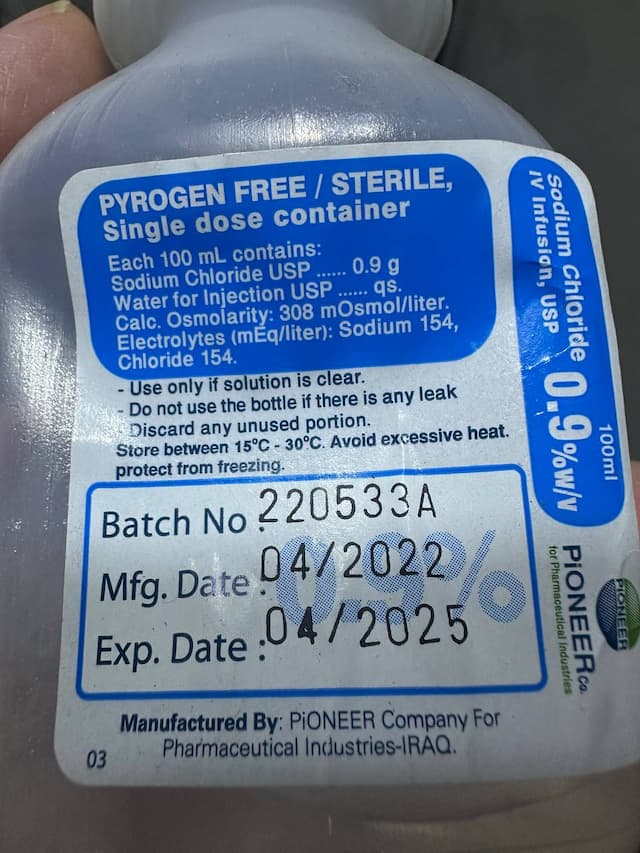 PYROGEN FREE / STERILE,
Single dose container
Each 100 mL contains:
Sodium Chloride USP ...... 0.9 g
Water for Injection USP ...... qs.
Calc. Osmolarity: 308 mOsmol/liter.
Electrolytes (mEq/liter): Sodium 154,
Chloride 154.
- Use only if solution is clear.
- Do not use the bottle if there is any leak
Discard any unused portion.
Store between 15°C - 30°C. Avoid excessive heat.
protect from freezing.
Batch No : 220533A
Mfg. Date : 04/2022
Exp. Date : 04/2025
0.9%
Manufactured By: PiONEER Company For
Pharmaceutical Industries-IRAQ.
03
100ml
Sodium Chloride 0.9%w/v
IV Infusion, USP
PiONEER Co.
for Pharmaceutical Industries
PIONEER